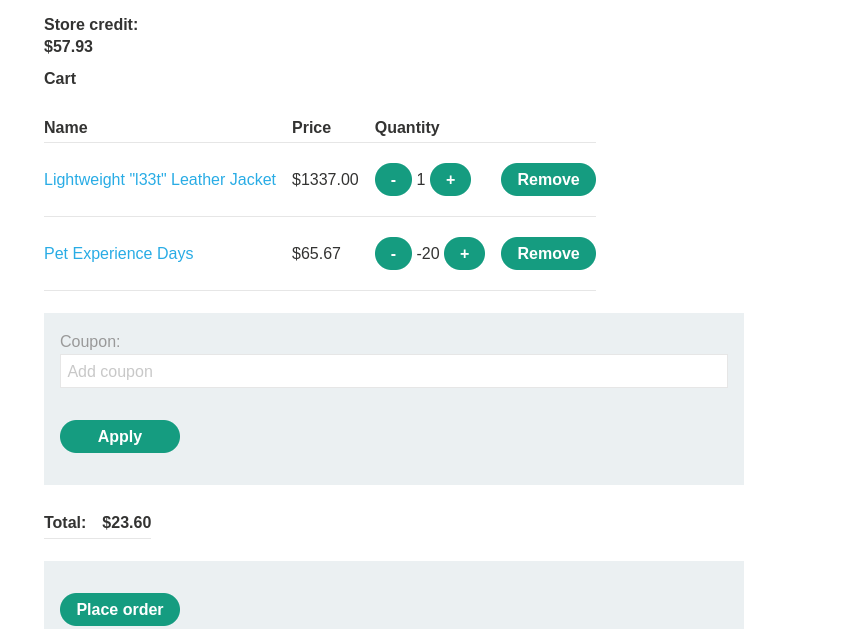 Store credit:
$57.93
Cart
Name Price Quantity
Lightweight "l33t" Leather Jacket $1337.00 - 1 + Remove
Pet Experience Days $65.67 - -20 + Remove
Coupon:
Add coupon
Apply
Total: $23.60
Place order